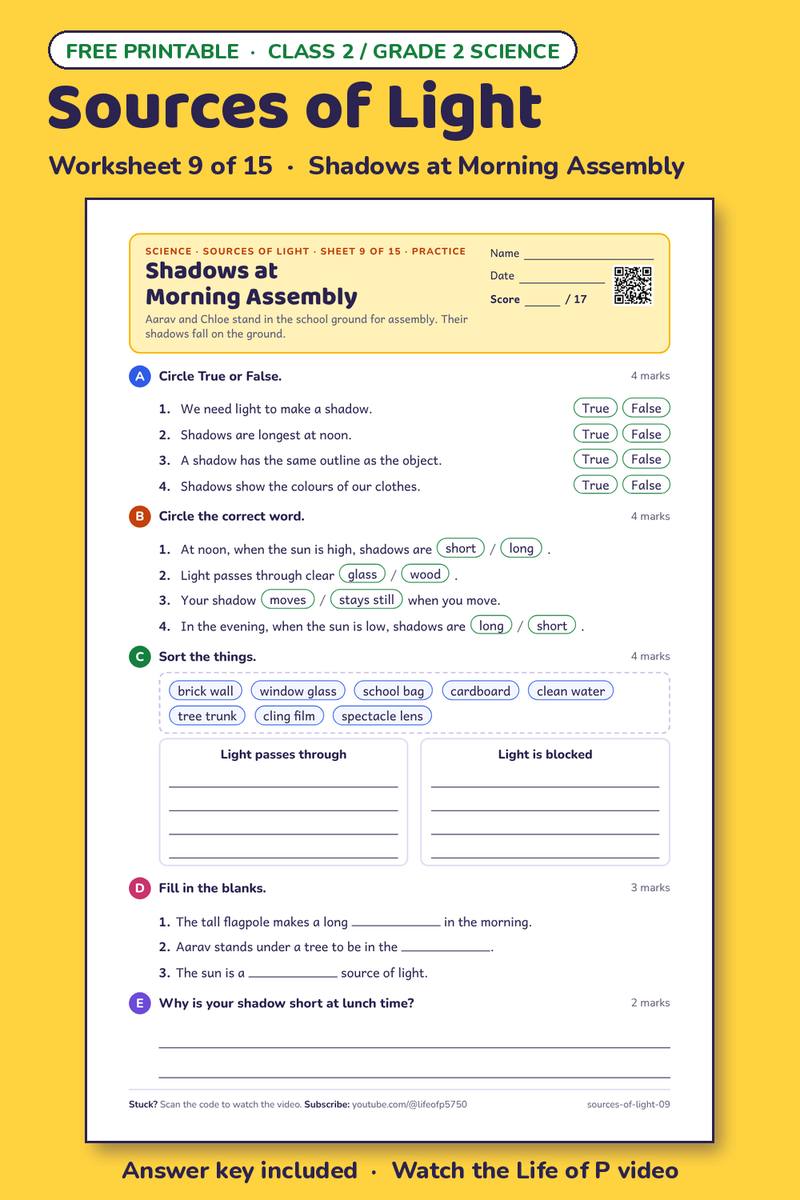 FREE PRINTABLE · CLASS 2 / GRADE 2 SCIENCE
Sources of Light
Worksheet 9 of 15 · Shadows at Morning Assembly
SCIENCE · SOURCES OF LIGHT · SHEET 9 OF 15 · PRACTICE
Shadows at
Morning Assembly
Aarav and Chloe stand in the school ground for assembly. Their
shadows fall on the ground.
Name
Date
Score / 17
A Circle True or False. 4 marks
1. We need light to make a shadow. True False
2. Shadows are longest at noon. True False
3. A shadow has the same outline as the object. True False
4. Shadows show the colours of our clothes. True False
B Circle the correct word. 4 marks
1. At noon, when the sun is high, shadows are short / long .
2. Light passes through clear glass / wood .
3. Your shadow moves / stays still when you move.
4. In the evening, when the sun is low, shadows are long / short .
C Sort the things. 4 marks
brick wall window glass school bag cardboard clean water
tree trunk cling film spectacle lens
Light passes through Light is blocked
D Fill in the blanks. 3 marks
1. The tall flagpole makes a long ____________ in the morning.
2. Aarav stands under a tree to be in the ____________.
3. The sun is a ____________ source of light.
E Why is your shadow short at lunch time? 2 marks
Stuck? Scan the code to watch the video. Subscribe: youtube.com/@lifeofp5750 sources-of-light-09
Answer key included · Watch the Life of P video